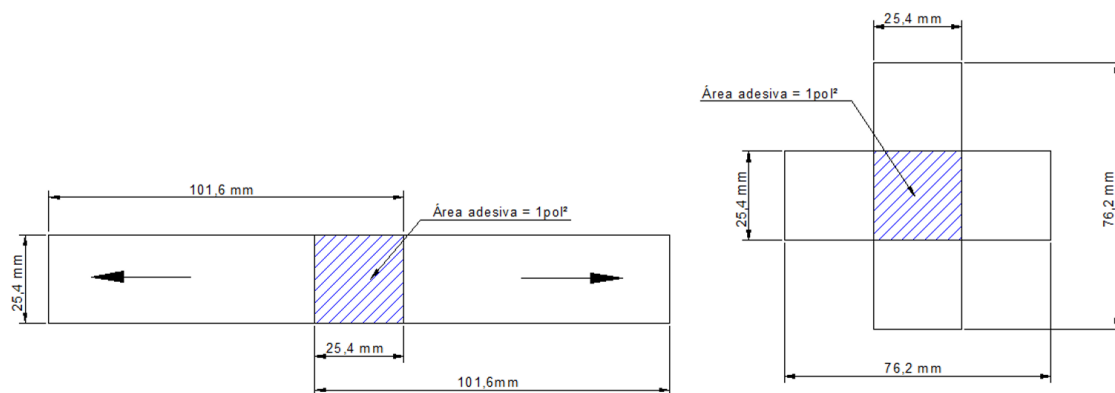 101,6 mm
Área adesiva = 1pol²
25,4 mm
25,4 mm
101,6mm
25,4 mm
Área adesiva = 1pol²
25,4 mm
76,2 mm
76,2 mm